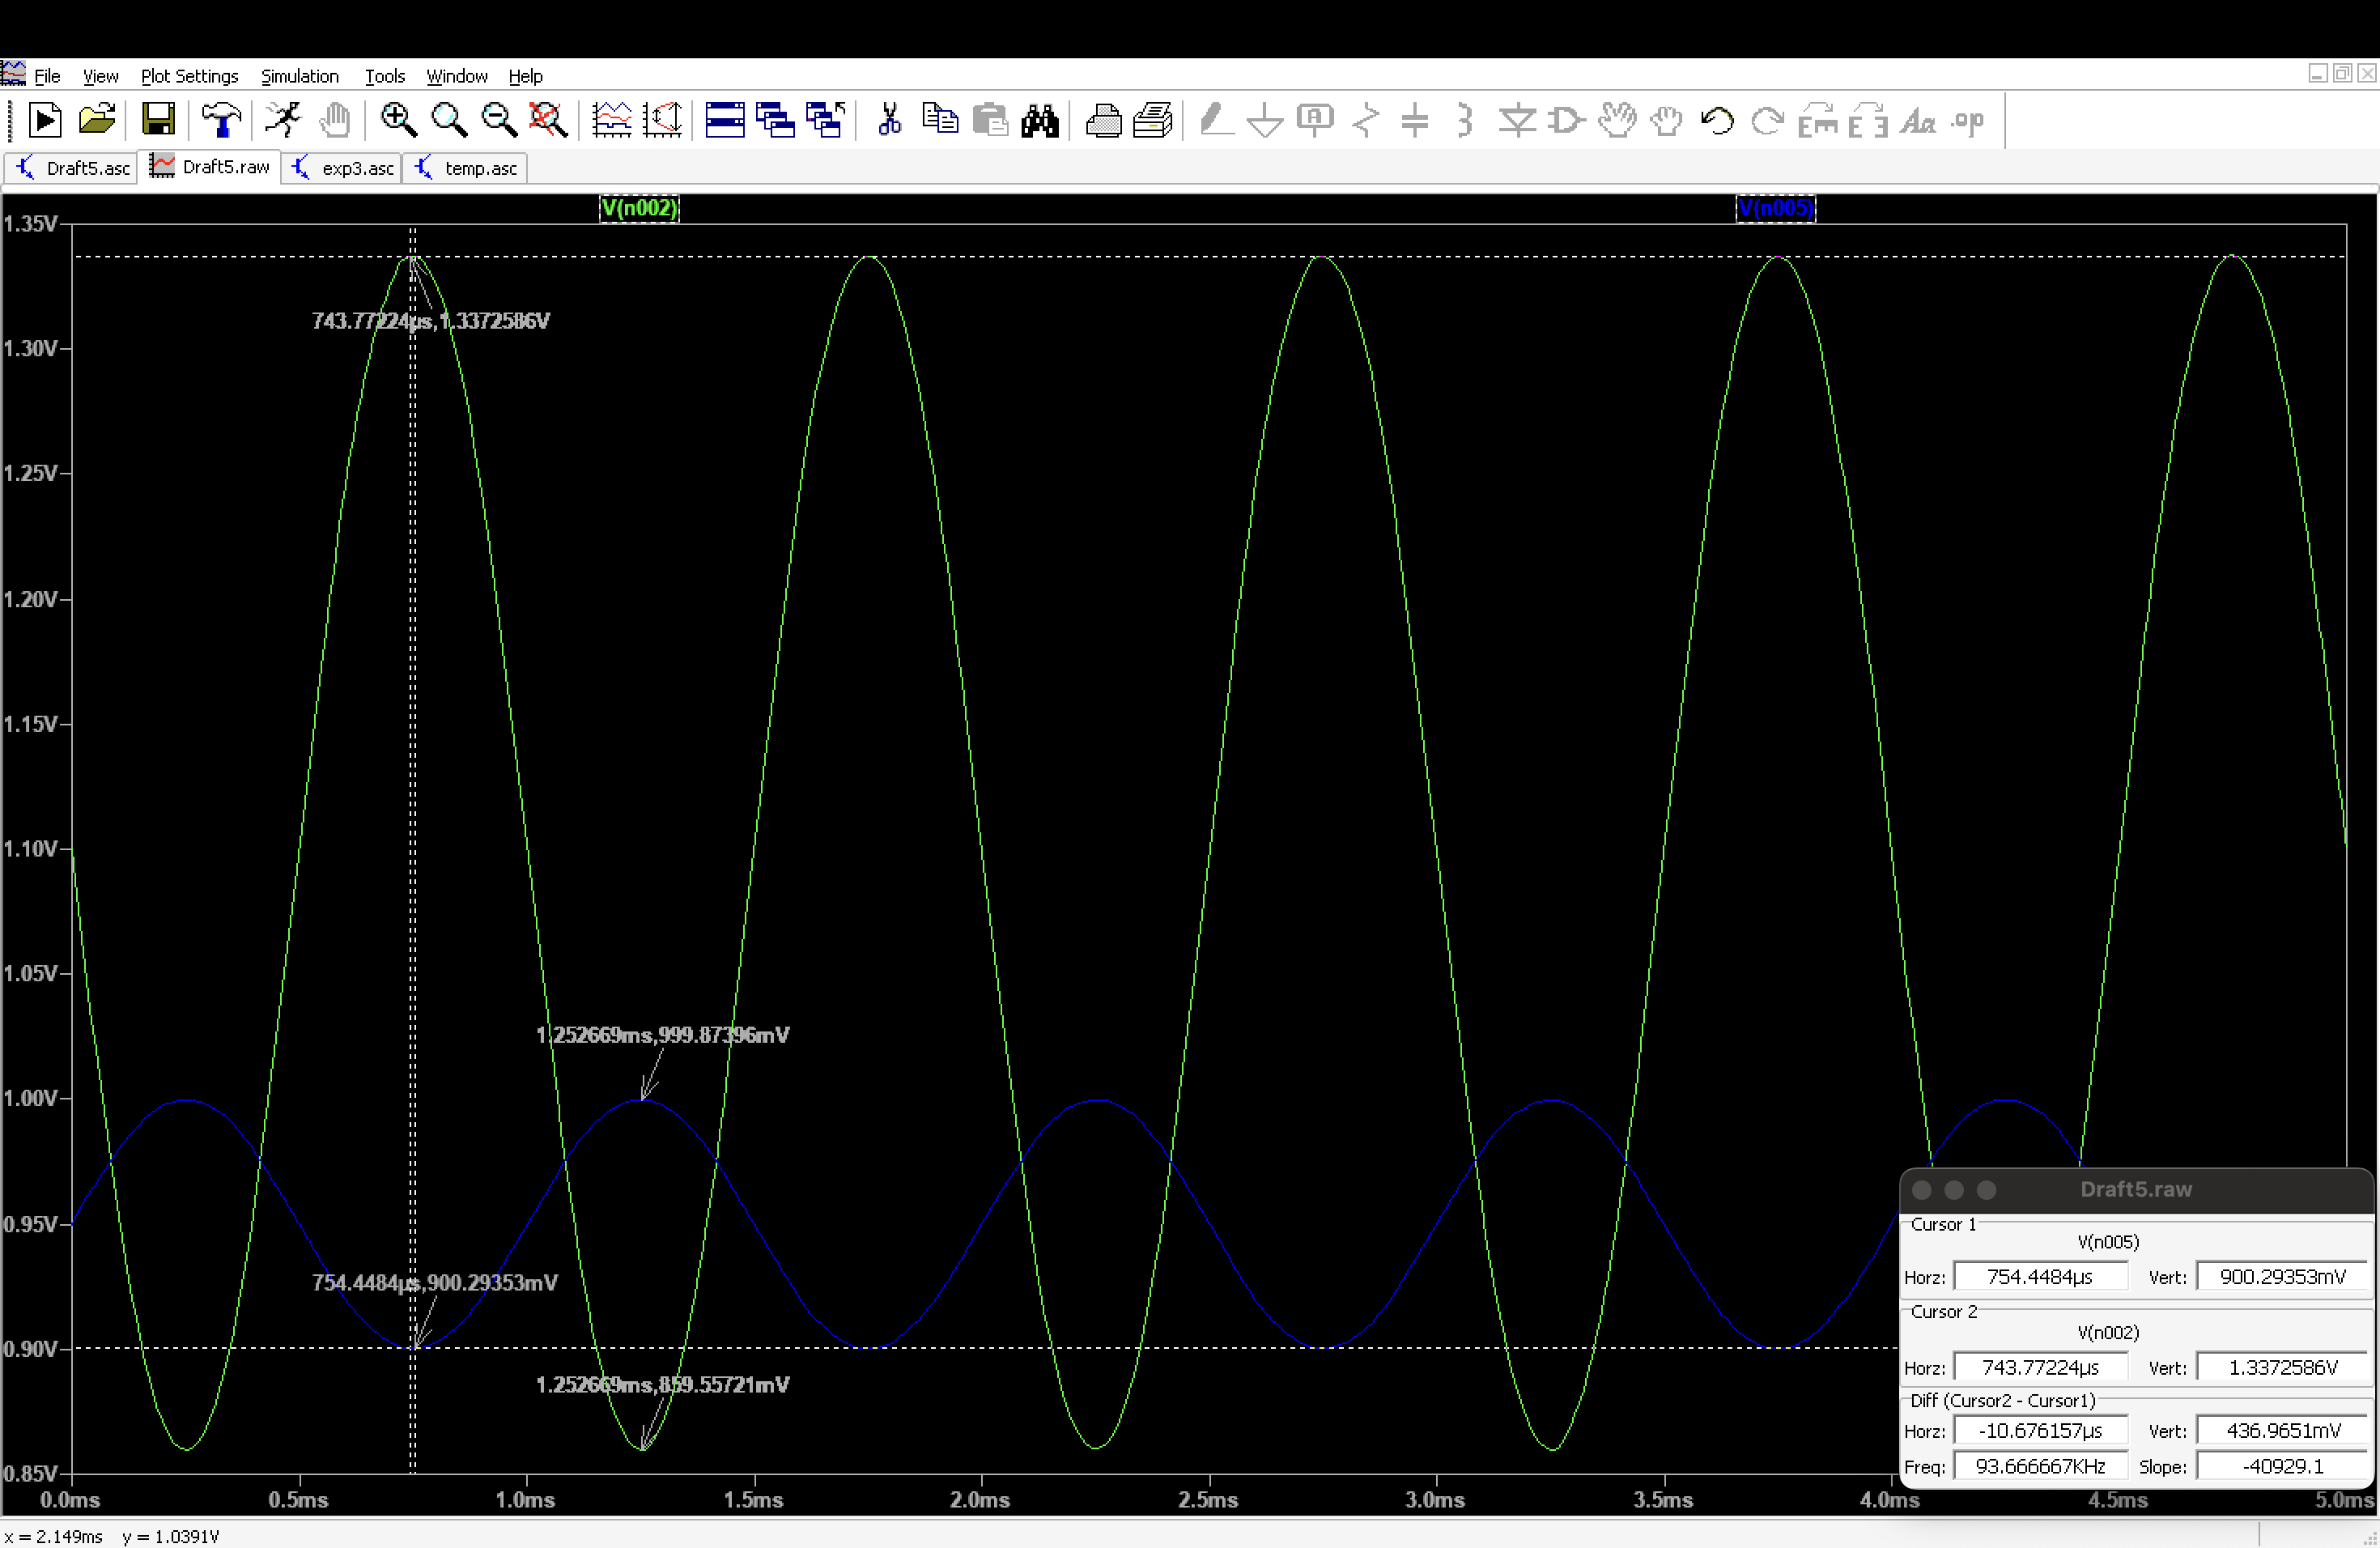 File View Plot Settings Simulation Tools Window Help
Draft5.asc Draft5.raw exp3.asc temp.asc
V(n002) V(n005)
1.35V
743.77224µs,1.3372586V
1.30V
1.25V
1.20V
1.15V
1.10V
1.05V
1.252669ms,999.87396mV
1.00V
0.95V
754.4484µs,900.29353mV
0.90V
1.252669ms,859.55721mV
0.85V
0.0ms 0.5ms 1.0ms 1.5ms 2.0ms 2.5ms 3.0ms 3.5ms 4.0ms 4.5ms 5.0ms
Draft5.raw
Cursor 1
V(n005)
Horz: 754.4484µs Vert: 900.29353mV
Cursor 2
V(n002)
Horz: 743.77224µs Vert: 1.3372586V
Diff (Cursor2 - Cursor1)
Horz: -10.676157µs Vert: 436.9651mV
Freq: 93.666667KHz Slope: -40929.1
x = 2.149ms y = 1.0391V